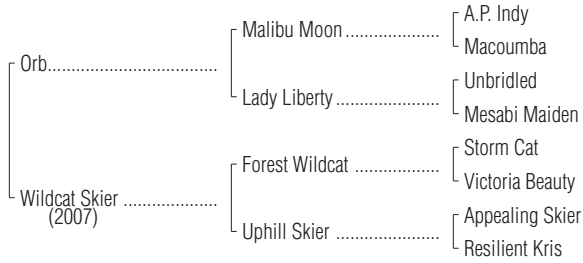 A.P. Indy
Malibu Moon
Macoumba
Orb
Unbridled
Lady Liberty
Mesabi Maiden
Storm Cat
Forest Wildcat
Victoria Beauty
Wildcat Skier
(2007)
Appealing Skier
Uphill Skier
Resilient Kris